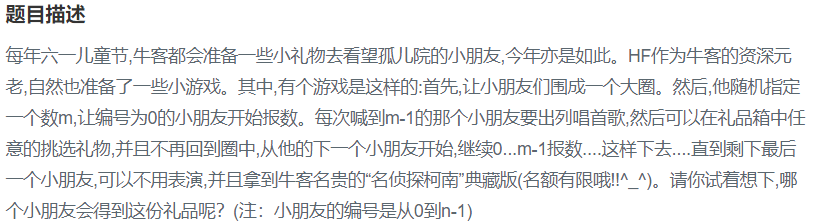 题目描述
每年六一儿童节,牛客都会准备一些小礼物去看望孤儿院的小朋友,今年亦是如此。HF作为牛客的资深元
老,自然也准备了一些小游戏。其中,有个游戏是这样的:首先,让小朋友们围成一个大圈。然后,他随机指定
一个数m,让编号为0的小朋友开始报数。每次喊到m-1的那个小朋友要出列唱首歌,然后可以在礼品箱中任
意的挑选礼物,并且不再回到圈中,从他的下一个小朋友开始,继续0...m-1报数....这样下去....直到剩下最后
一个小朋友,可以不用表演,并且拿到牛客名贵的“名侦探柯南”典藏版(名额有限哦!!^_^)。请你试着想下,哪
个小朋友会得到这份礼品呢？(注：小朋友的编号是从0到n-1)